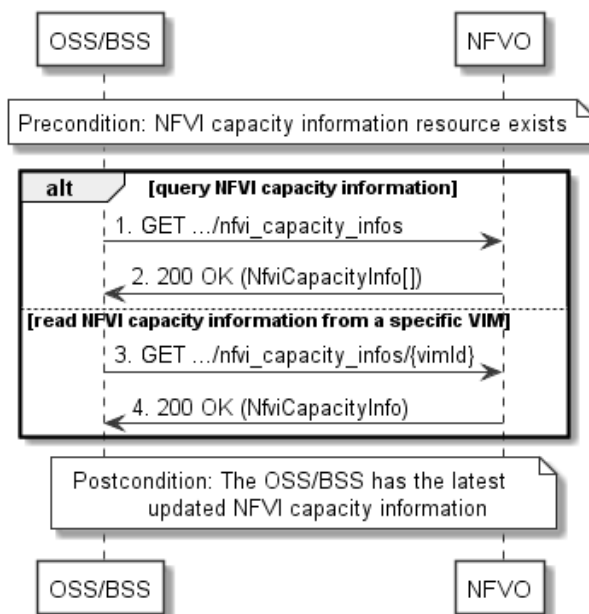 OSS/BSS NFVO
Precondition: NFVI capacity information resource exists
alt [query NFVI capacity information]
1. GET .../nfvi_capacity_infos
2. 200 OK (NfviCapacityInfo[])
[read NFVI capacity information from a specific VIM]
3. GET .../nfvi_capacity_infos/{vimId}
4. 200 OK (NfviCapacityInfo)
Postcondition: The OSS/BSS has the latest
updated NFVI capacity information
OSS/BSS NFVO